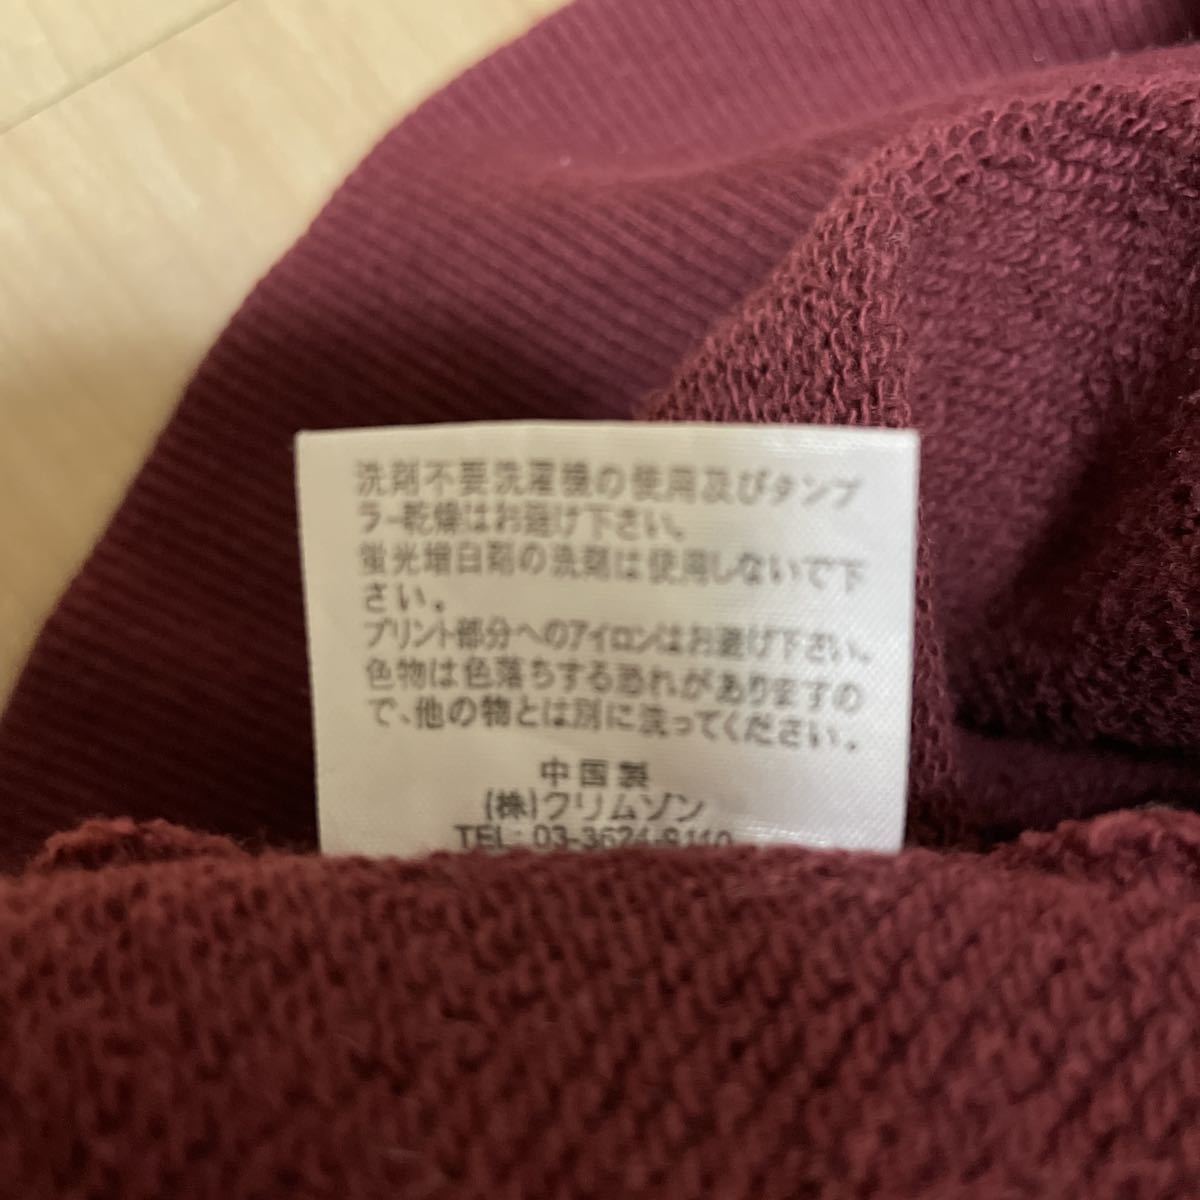 洗剤不要洗濯機の使用及びタンブ
ラー乾燥はお避け下さい。
蛍光増白剤の洗剤は使用しないで下
さい。
プリント部分へのアイロンはお避け下さい。
色物は色落ちする恐れがありますの
で、他の物とは別に洗ってください。
中国製
(株)クリムゾン
TEL: 03-3624-9110